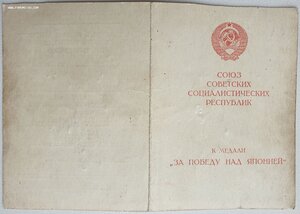 СОЮЗ
СОВЕТСКИХ
СОЦИАЛИСТИЧЕСКИХ
РЕСПУБЛИК
К МЕДАЛИ
„ЗА ПОБЕДУ НАД ЯПОНИЕЙ“